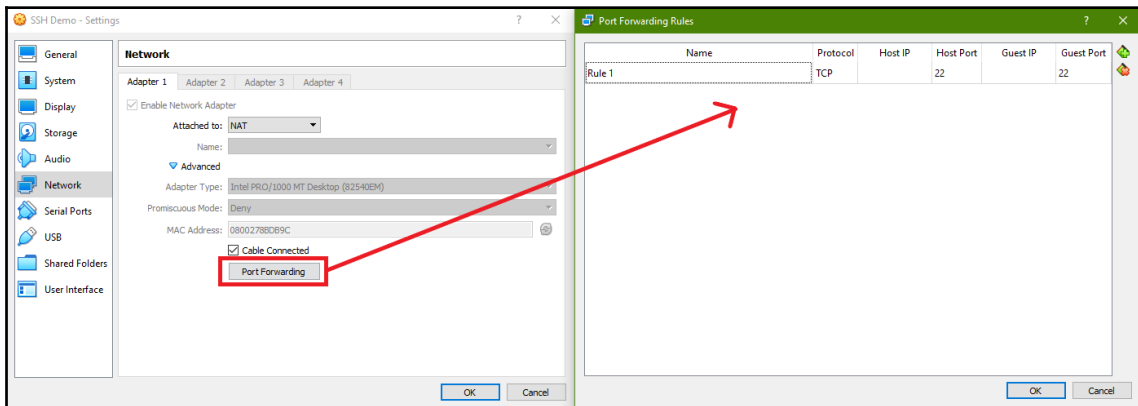 SSH Demo - Settings
?
General
System
Display
Storage
Audio
Network
Serial Ports
USB
Shared Folders
User Interface
Network
Adapter 1 Adapter 2 Adapter 3 Adapter 4
Enable Network Adapter
Attached to: NAT
Name:
Advanced
Adapter Type: Intel PRO/1000 MT Desktop (82540EM)
Promiscuous Mode: Deny
MAC Address: 0800278BDB9C
Cable Connected
Port Forwarding
OK Cancel
Port Forwarding Rules
?
Name Protocol Host IP Host Port Guest IP Guest Port
Rule 1 TCP 22 22
OK Cancel